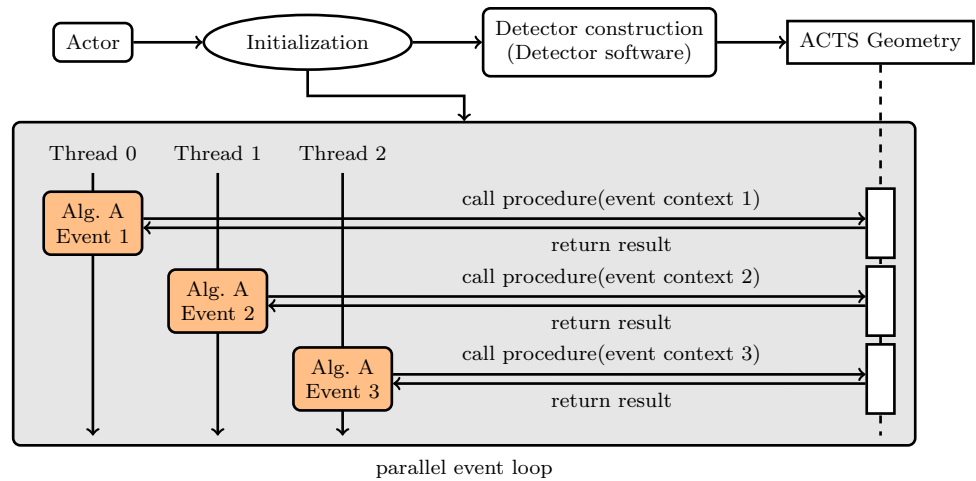 Actor
Initialization
Detector construction
(Detector software)
ACTS Geometry
Thread 0
Thread 1
Thread 2
Alg. A
Event 1
call procedure(event context 1)
return result
Alg. A
Event 2
call procedure(event context 2)
return result
Alg. A
Event 3
call procedure(event context 3)
return result
parallel event loop